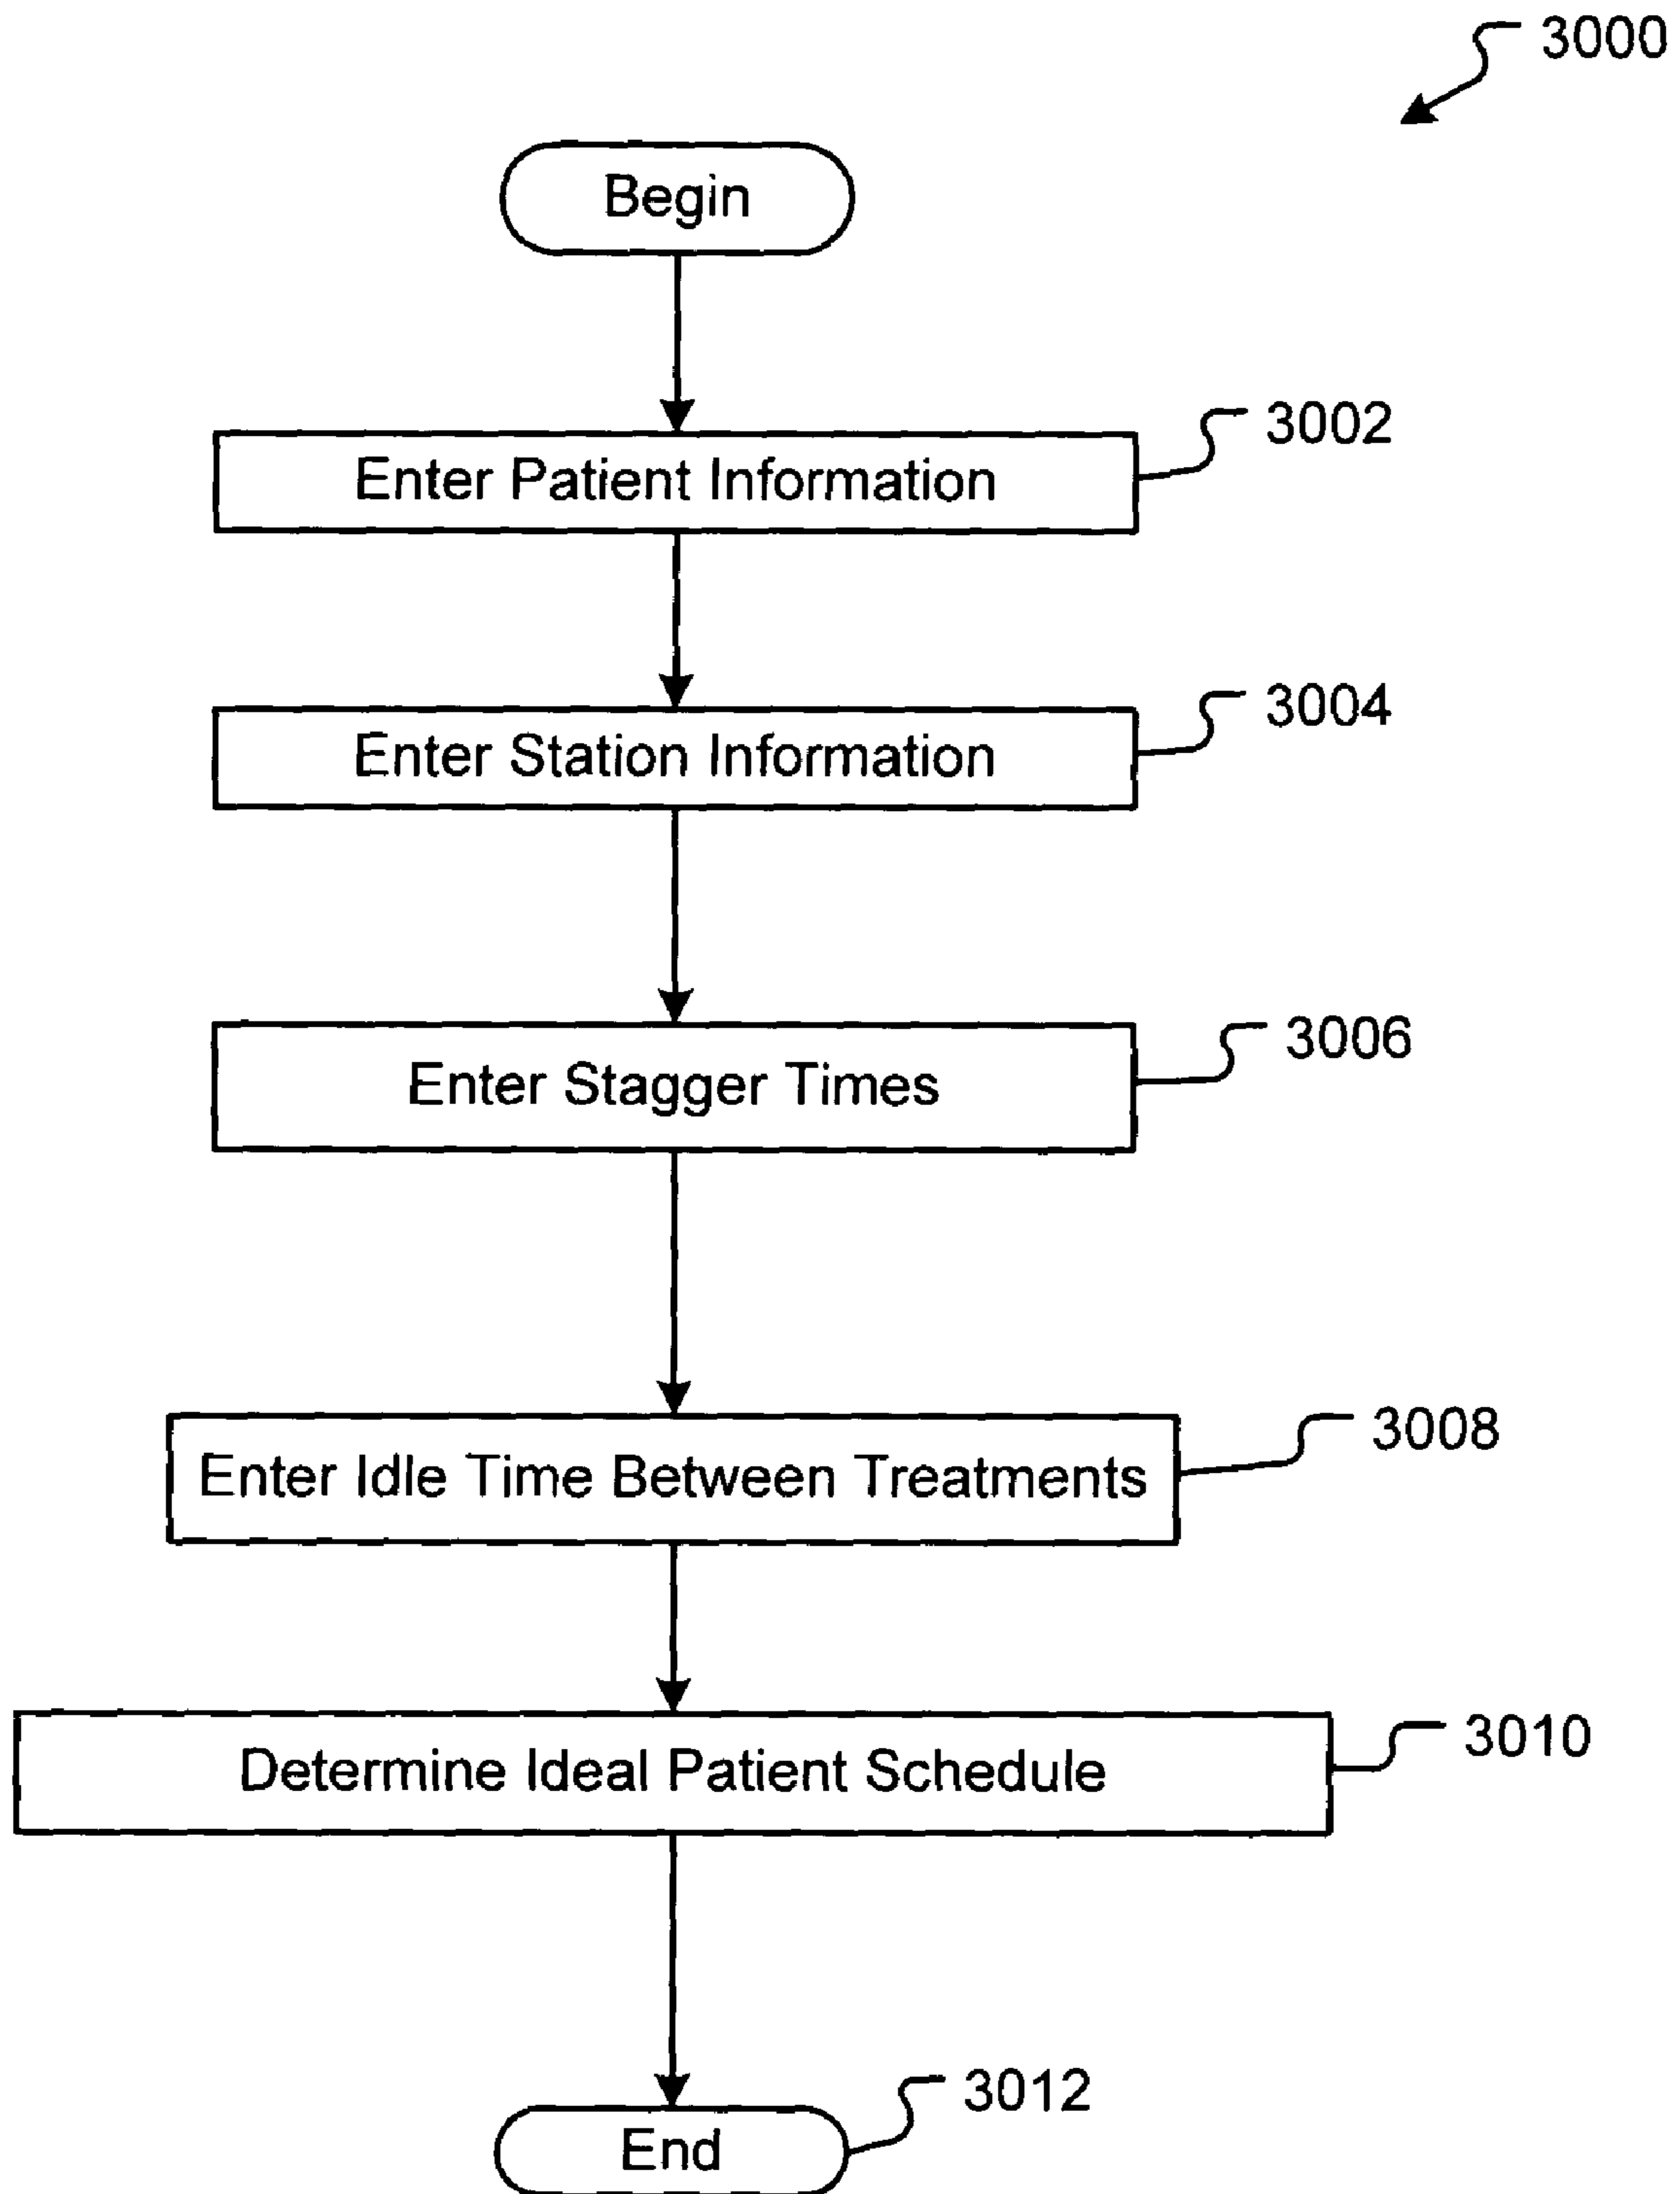 3000
Begin
3002
Enter Patient Information
3004
Enter Station Information
3006
Enter Stagger Times
3008
Enter Idle Time Between Treatments
3010
Determine Ideal Patient Schedule
3012
End